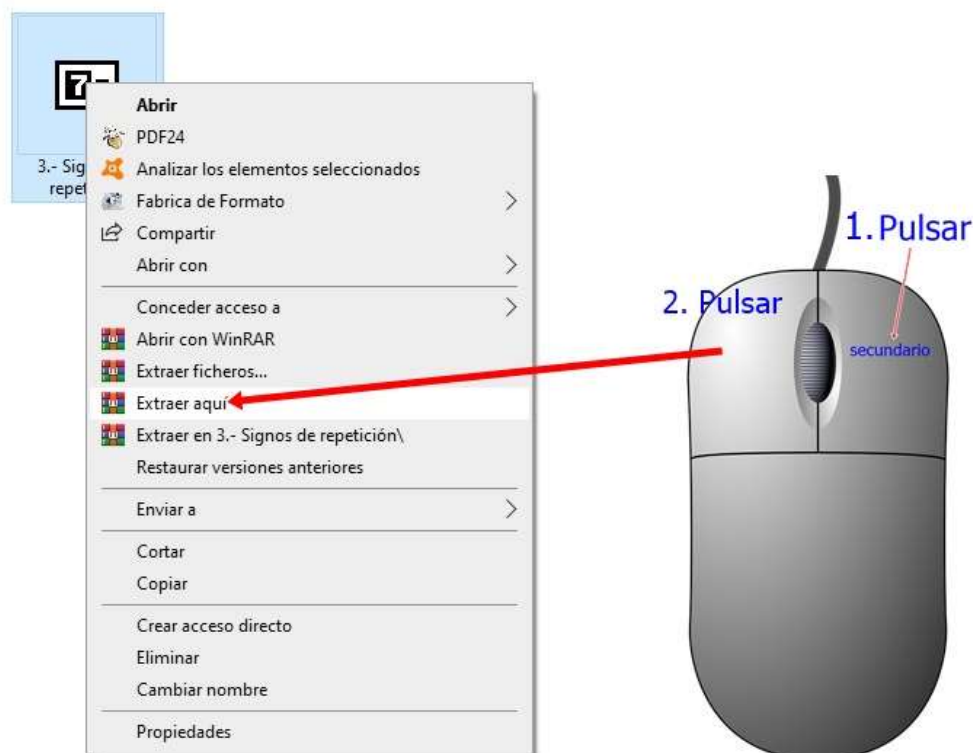 7
3.- Sig
repet
Abrir
PDF24
Analizar los elementos seleccionados
Fabrica de Formato
Compartir
Abrir con
Conceder acceso a
Abrir con WinRAR
Extraer ficheros...
Extraer aquí
Extraer en 3.- Signos de repetición\
Restaurar versiones anteriores
Enviar a
Cortar
Copiar
Crear acceso directo
Eliminar
Cambiar nombre
Propiedades
1. Pulsar
2. Pulsar
secundario